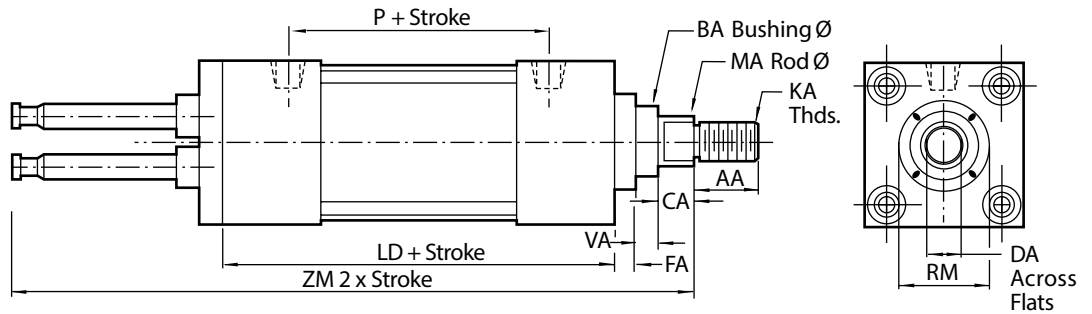 P + Stroke
BA Bushing Ø
MA Rod Ø
KA
Thds.
AA
CA
VA
LD + Stroke
FA
ZM 2 x Stroke
RM
DA
Across
Flats